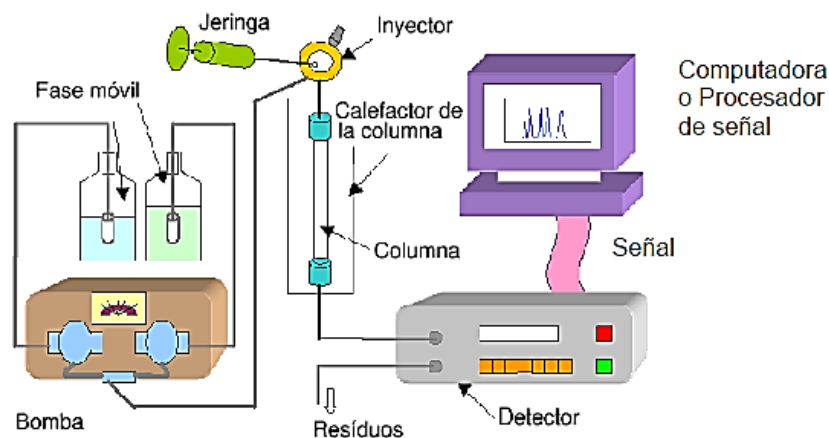 Jeringa
Inyector
Fase móvil
Calefactor de
la columna
Computadora
o Procesador
de señal
Columna
Señal
Bomba
Resíduos
Detector